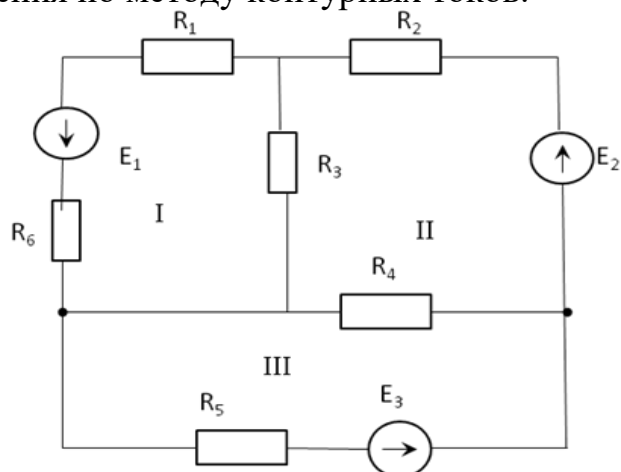 ения по методу контурных токов.
R₁ R₂
E₁ R₃ E₂
R₆ I II
R₄
III
R₅ E₃